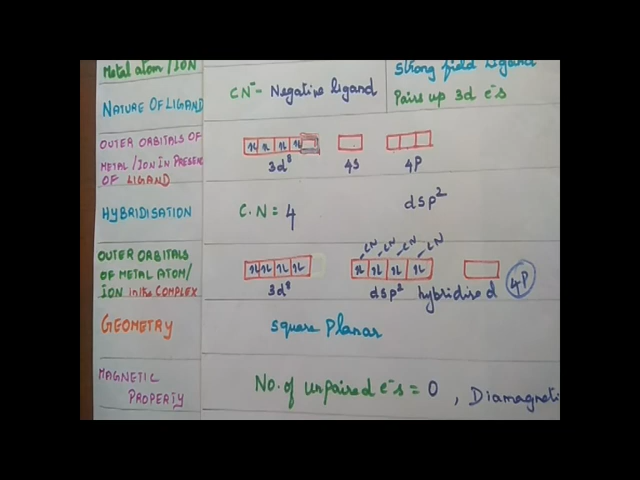 Metal atom/ION
Strong field Ligand
NATURE OF LIGAND
CN⁻ - Negative ligand
Pairs up 3d e⁻s
OUTER ORBITALS OF
METAL/ION IN PRESENCE
OF LIGAND
3d⁸ 4S 4P
HYBRIDISATION
C.N = 4
dsp²
OUTER ORBITALS
OF METAL ATOM/
ION in the COMPLEX
CN CN CN CN
3d⁸ dsp² hybridised 4P
GEOMETRY
Square Planar
MAGNETIC
PROPERTY
No. of unpaired e⁻s = 0 , Diamagneti